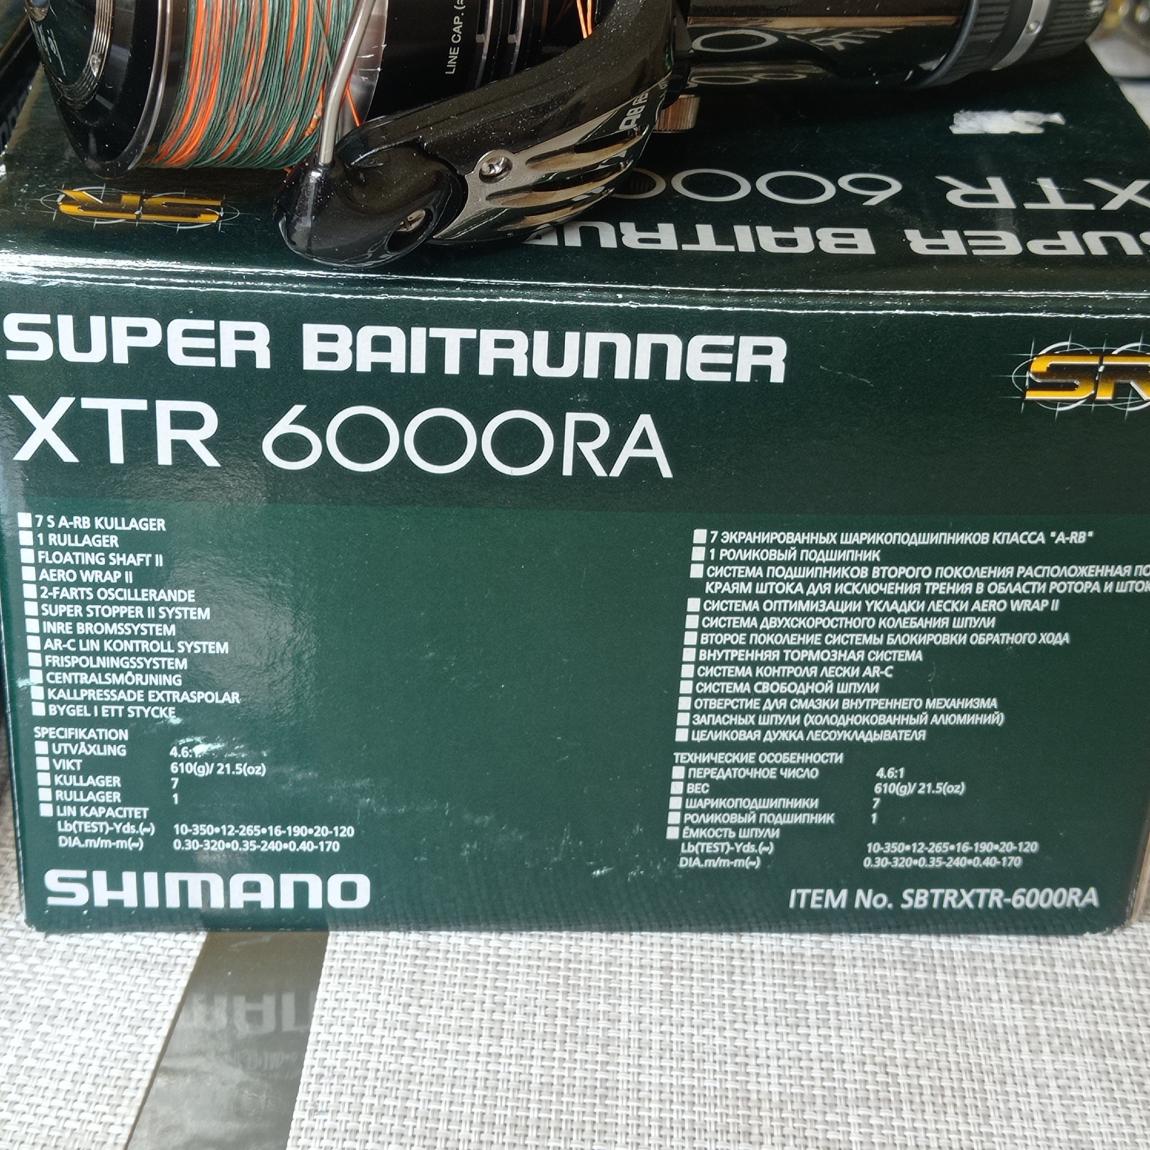 LINE CAP.
XTR 6000
SUPER BAITRU
SR
SUPER BAITRUNNER
SR
XTR 6000RA
7 S A-RB KULLAGER
1 RULLAGER
FLOATING SHAFT II
AERO WRAP II
2-FARTS OSCILLERANDE
SUPER STOPPER II SYSTEM
INRE BROMSSYSTEM
AR-C LIN KONTROLL SYSTEM
FRISPOLNINGSSYSTEM
CENTRALSMÖRJNING
KALLPRESSADE EXTRASPOLAR
BYGEL I ETT STYCKE
SPECIFIKATION
UTVÄXLING 4.6:1
VIKT 610(g)/ 21.5(oz)
KULLAGER 7
RULLAGER 1
LIN KAPACITET
Lb(TEST)-Yds.(~) 10-350•12-265•16-190•20-120
DIA.m/m-m(~) 0.30-320•0.35-240•0.40-170
7 ЭКРАНИРОВАННЫХ ШАРИКОПОДШИПНИКОВ КПАССА "A-RB"
1 РОЛИКОВЫЙ ПОДШИПНИК
СИСТЕМА ПОДШИПНИКОВ ВТОРОГО ПОКОЛЕНИЯ РАСПОЛОЖЕННАЯ ПО
КРАЯМ ШТОКА ДЛЯ ИСКЛЮЧЕНИЯ ТРЕНИЯ В ОБЛАСТИ РОТОРА И ШТОК
СИСТЕМА ОПТИМИЗАЦИИ УКЛАДКИ ЛЕСКИ AERO WRAP II
СИСТЕМА ДВУХСКОРОСТНОГО КОЛЕБАНИЯ ШПУЛИ
ВТОРОЕ ПОКОЛЕНИЕ СИСТЕМЫ БЛОКИРОВКИ ОБРАТНОГО ХОДА
ВНУТРЕННЯЯ ТОРМОЗНАЯ СИСТЕМА
СИСТЕМА КОНТРОЛЯ ЛЕСКИ AR-C
СИСТЕМА СВОБОДНОЙ ШПУЛИ
ОТВЕРСТИЕ ДЛЯ СМАЗКИ ВНУТРЕННЕГО МЕХАНИЗМА
ЗАПАСНЫХ ШПУЛИ (ХОЛОДНОКОВАННЫЙ АЛЮМИНИЙ)
ЦЕЛИКОВАЯ ДУЖКА ЛЕСОУКЛАДЫВАТЕЛЯ
ТЕХНИЧЕСКИЕ ОСОБЕННОСТИ
ПЕРЕДАТОЧНОЕ ЧИСЛО 4.6:1
ВЕС 610(g)/ 21.5(oz)
ШАРИКОПОДШИПНИКИ 7
РОЛИКОВЫЙ ПОДШИПНИК 1
ЁМКОСТЬ ШПУЛИ
Lb(TEST)-Yds.(~) 10-350•12-265•16-190•20-120
DIA.m/m-m(~) 0.30-320•0.35-240•0.40-170
SHIMANO
ITEM No. SBTRXTR-6000RA